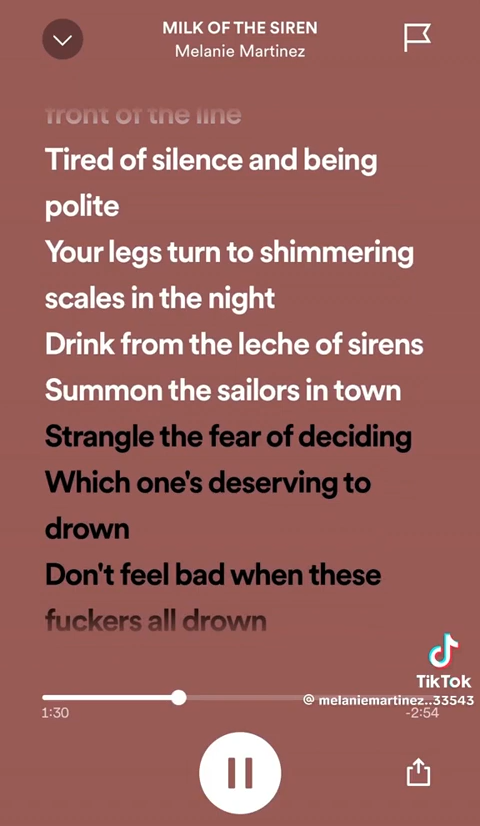 MILK OF THE SIREN
Melanie Martinez
front of the line
Tired of silence and being
polite
Your legs turn to shimmering
scales in the night
Drink from the leche of sirens
Summon the sailors in town
Strangle the fear of deciding
Which one's deserving to
drown
Don't feel bad when these
fuckers all drown
TikTok
@ melaniemartinez..33543
1:30
-2:54